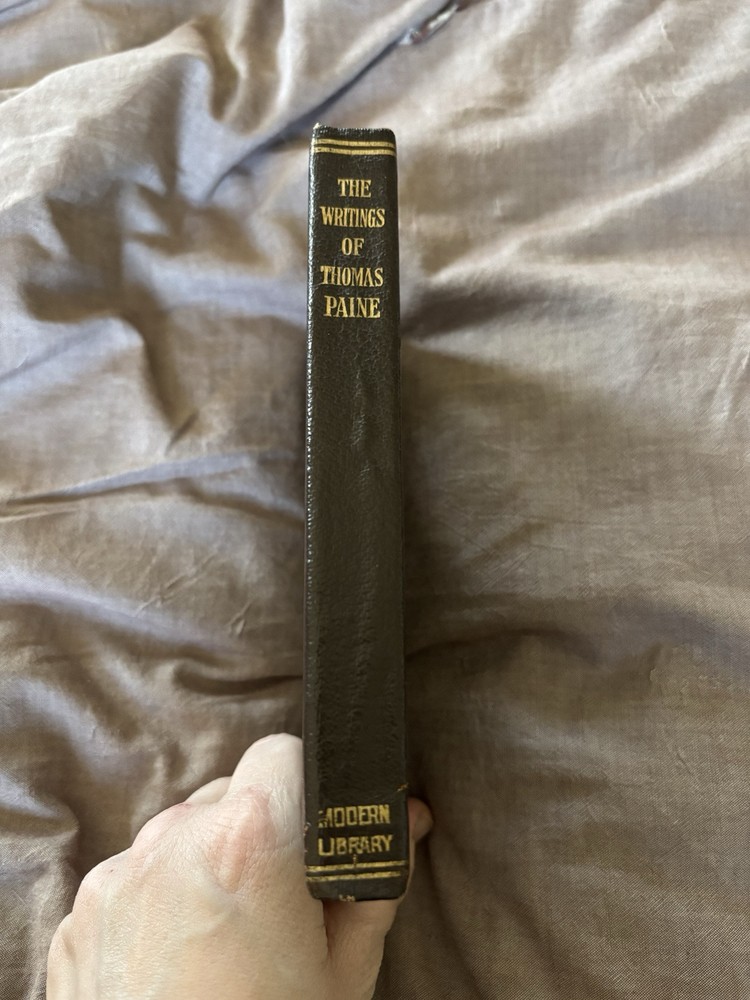 THE
WRITINGS
OF
THOMAS
PAINE
MODERN
LIBRARY